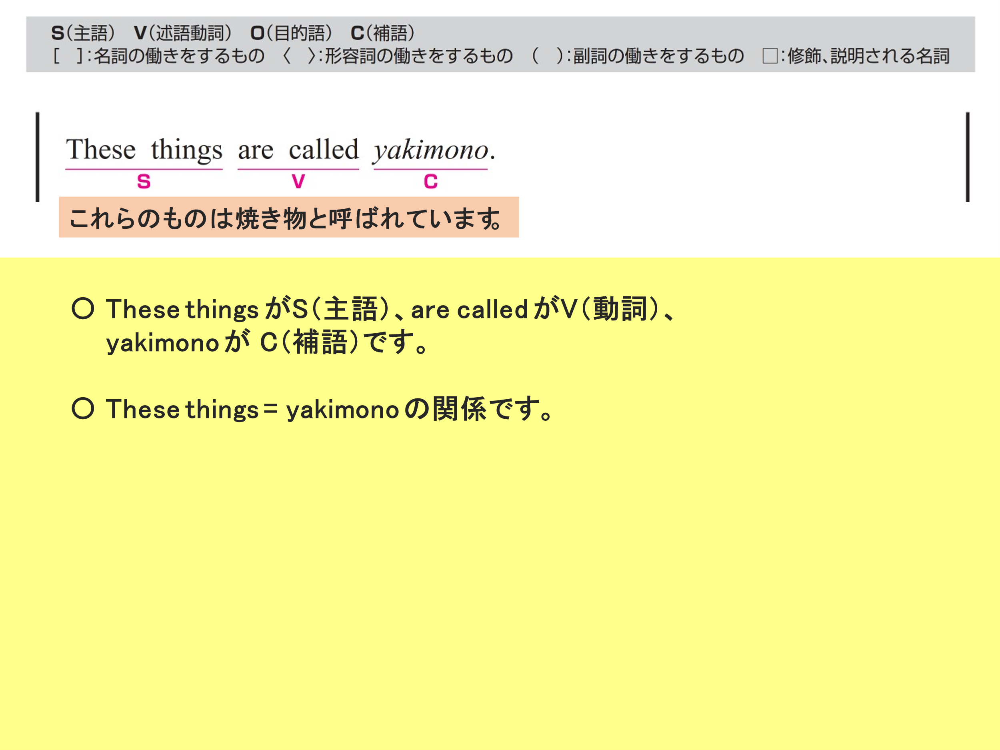 S（主語）　V（述語動詞）　O（目的語）　C（補語）
［　］：名詞の働きをするもの　〈　〉：形容詞の働きをするもの　（　）：副詞の働きをするもの　□：修飾、説明される名詞
These things are called yakimono.
S V C
これらのものは焼き物と呼ばれています。
〇 These things がS（主語）、are called がV（動詞）、
yakimono が C（補語）です。
〇 These things = yakimono の関係です。